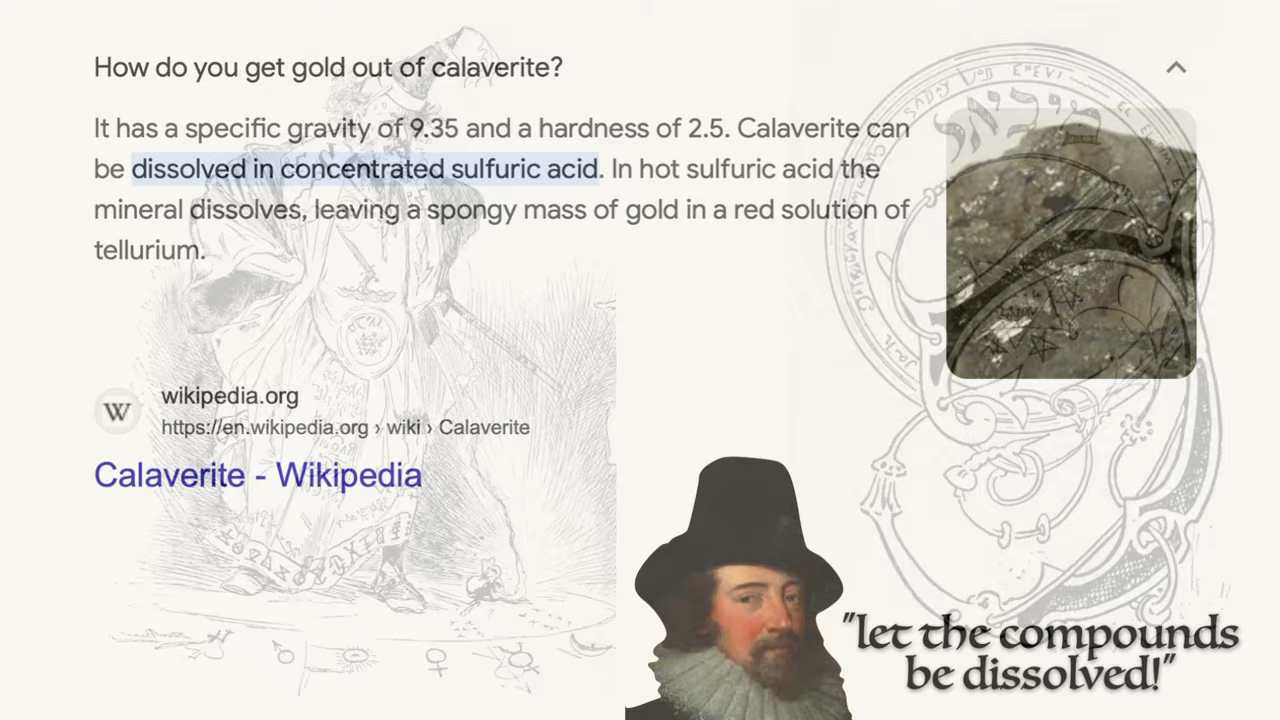 How do you get gold out of calaverite?
It has a specific gravity of 9.35 and a hardness of 2.5. Calaverite can
be dissolved in concentrated sulfuric acid. In hot sulfuric acid the
mineral dissolves, leaving a spongy mass of gold in a red solution of
tellurium.
W
wikipedia.org
https://en.wikipedia.org › wiki › Calaverite
Calaverite - Wikipedia
"let the compounds
be dissolved!"